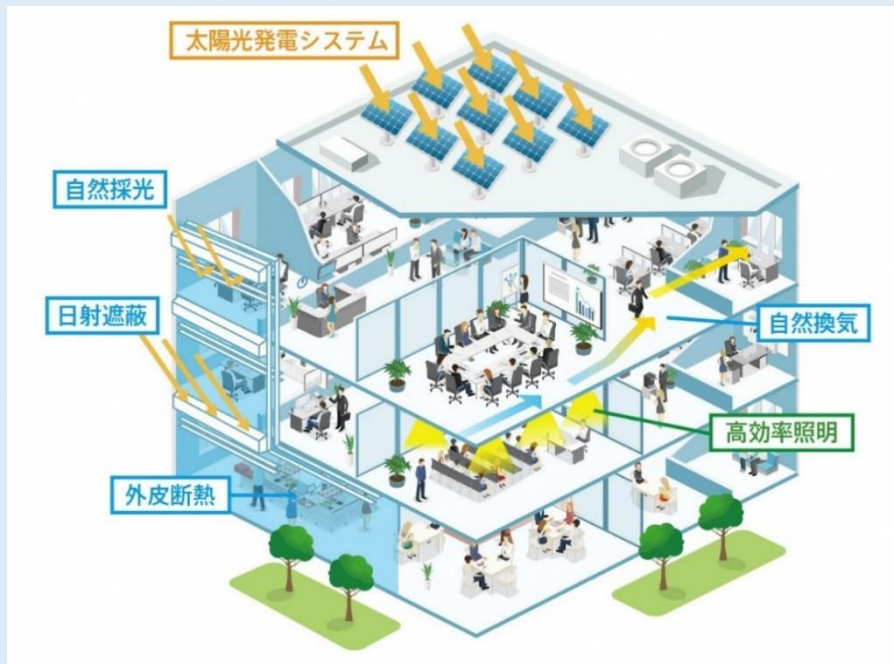 太陽光発電システム
自然採光
日射遮蔽
自然換気
高効率照明
外皮断熱